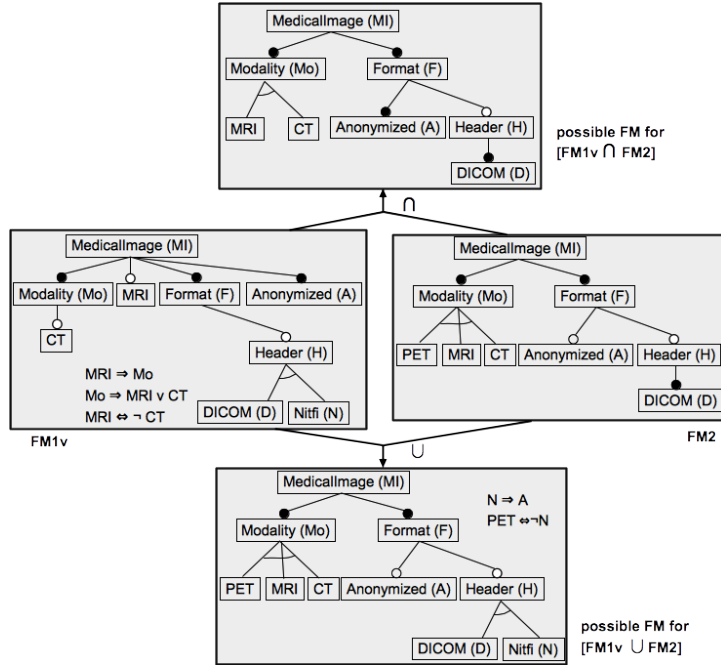 MedicalImage (MI)
Modality (Mo) Format (F)
MRI CT Anonymized (A) Header (H)
DICOM (D)
possible FM for
[FM1v ⋂ FM2]
⋂
MedicalImage (MI)
Modality (Mo) MRI Format (F) Anonymized (A)
CT
Header (H)
MRI ⇒ Mo
Mo ⇒ MRI v CT
MRI ⇔ ¬ CT
DICOM (D) Nitfi (N)
FM1v
MedicalImage (MI)
Modality (Mo) Format (F)
PET MRI CT Anonymized (A) Header (H)
DICOM (D)
FM2
⋃
MedicalImage (MI)
N ⇒ A
PET ⇔¬N
Modality (Mo) Format (F)
PET MRI CT Anonymized (A) Header (H)
DICOM (D) Nitfi (N)
possible FM for
[FM1v ⋃ FM2]